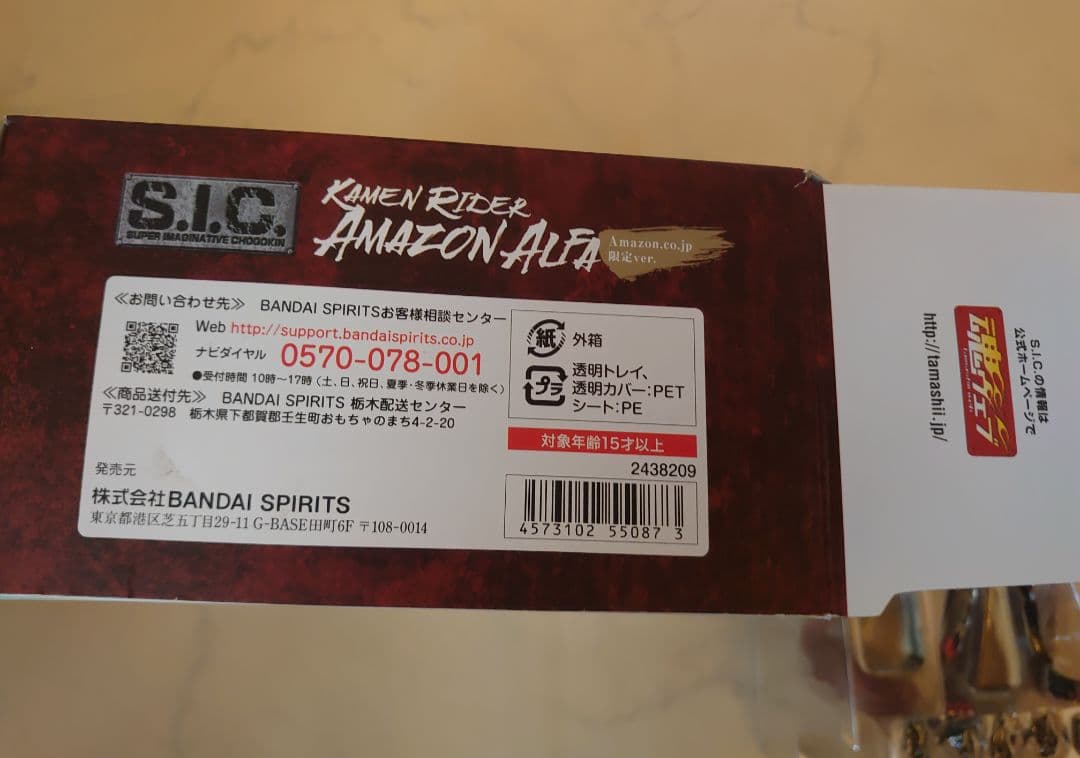 S.I.C.
SUPER IMAGINATIVE CHOGOKIN
KAMEN RIDER
AMAZON ALFA
Amazon.co.jp
限定ver.
≪お問い合わせ先≫ BANDAI SPIRITSお客様相談センター
Web http://support.bandaispirits.co.jp
ナビダイヤル 0570-078-001
●受付時間 10時〜17時(土、日、祝日、夏季・冬季休業日を除く)
≪商品送付先≫ BANDAI SPIRITS 栃木配送センター
〒321-0298 栃木県下都賀郡壬生町おもちゃのまち4-2-20
発売元
株式会社BANDAI SPIRITS
東京都港区芝五丁目29-11 G-BASE田町6F 〒108-0014
紙 外箱
プラ 透明トレイ、
透明カバー:PET
シート:PE
対象年齢15才以上
2438209
4573102 55087 3
S.I.C.の情報は
公式ホームページで
魂ウェブ
http://tamashii.jp/